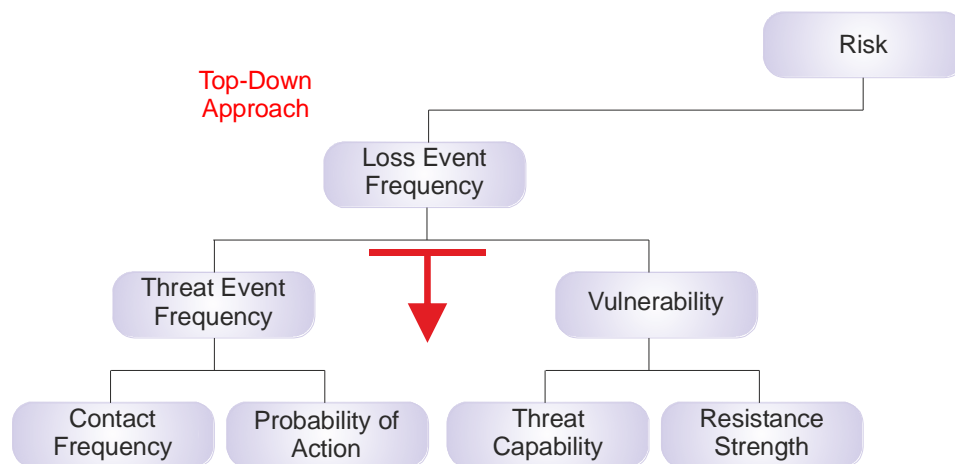 Risk
Top-Down
Approach
Loss Event
Frequency
Threat Event
Frequency
Vulnerability
Contact
Frequency
Probability of
Action
Threat
Capability
Resistance
Strength